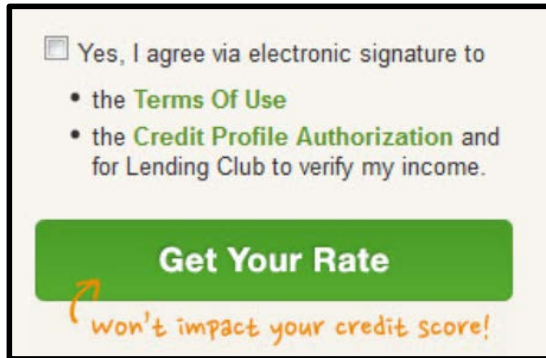 Yes, I agree via electronic signature to
• the Terms Of Use
• the Credit Profile Authorization and
for Lending Club to verify my income.
Get Your Rate
won't impact your credit score!